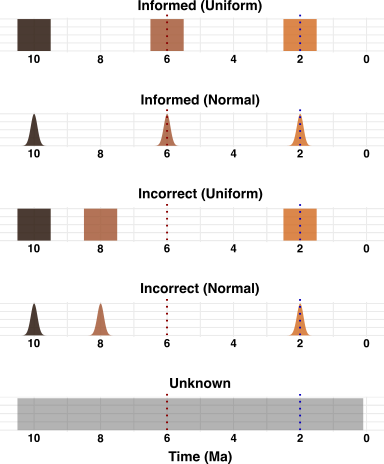 Informed (Uniform)
10 8 6 4 2 0
Informed (Normal)
10 8 6 4 2 0
Incorrect (Uniform)
10 8 6 4 2 0
Incorrect (Normal)
10 8 6 4 2 0
Unknown
10 8 6 4 2 0
Time (Ma)